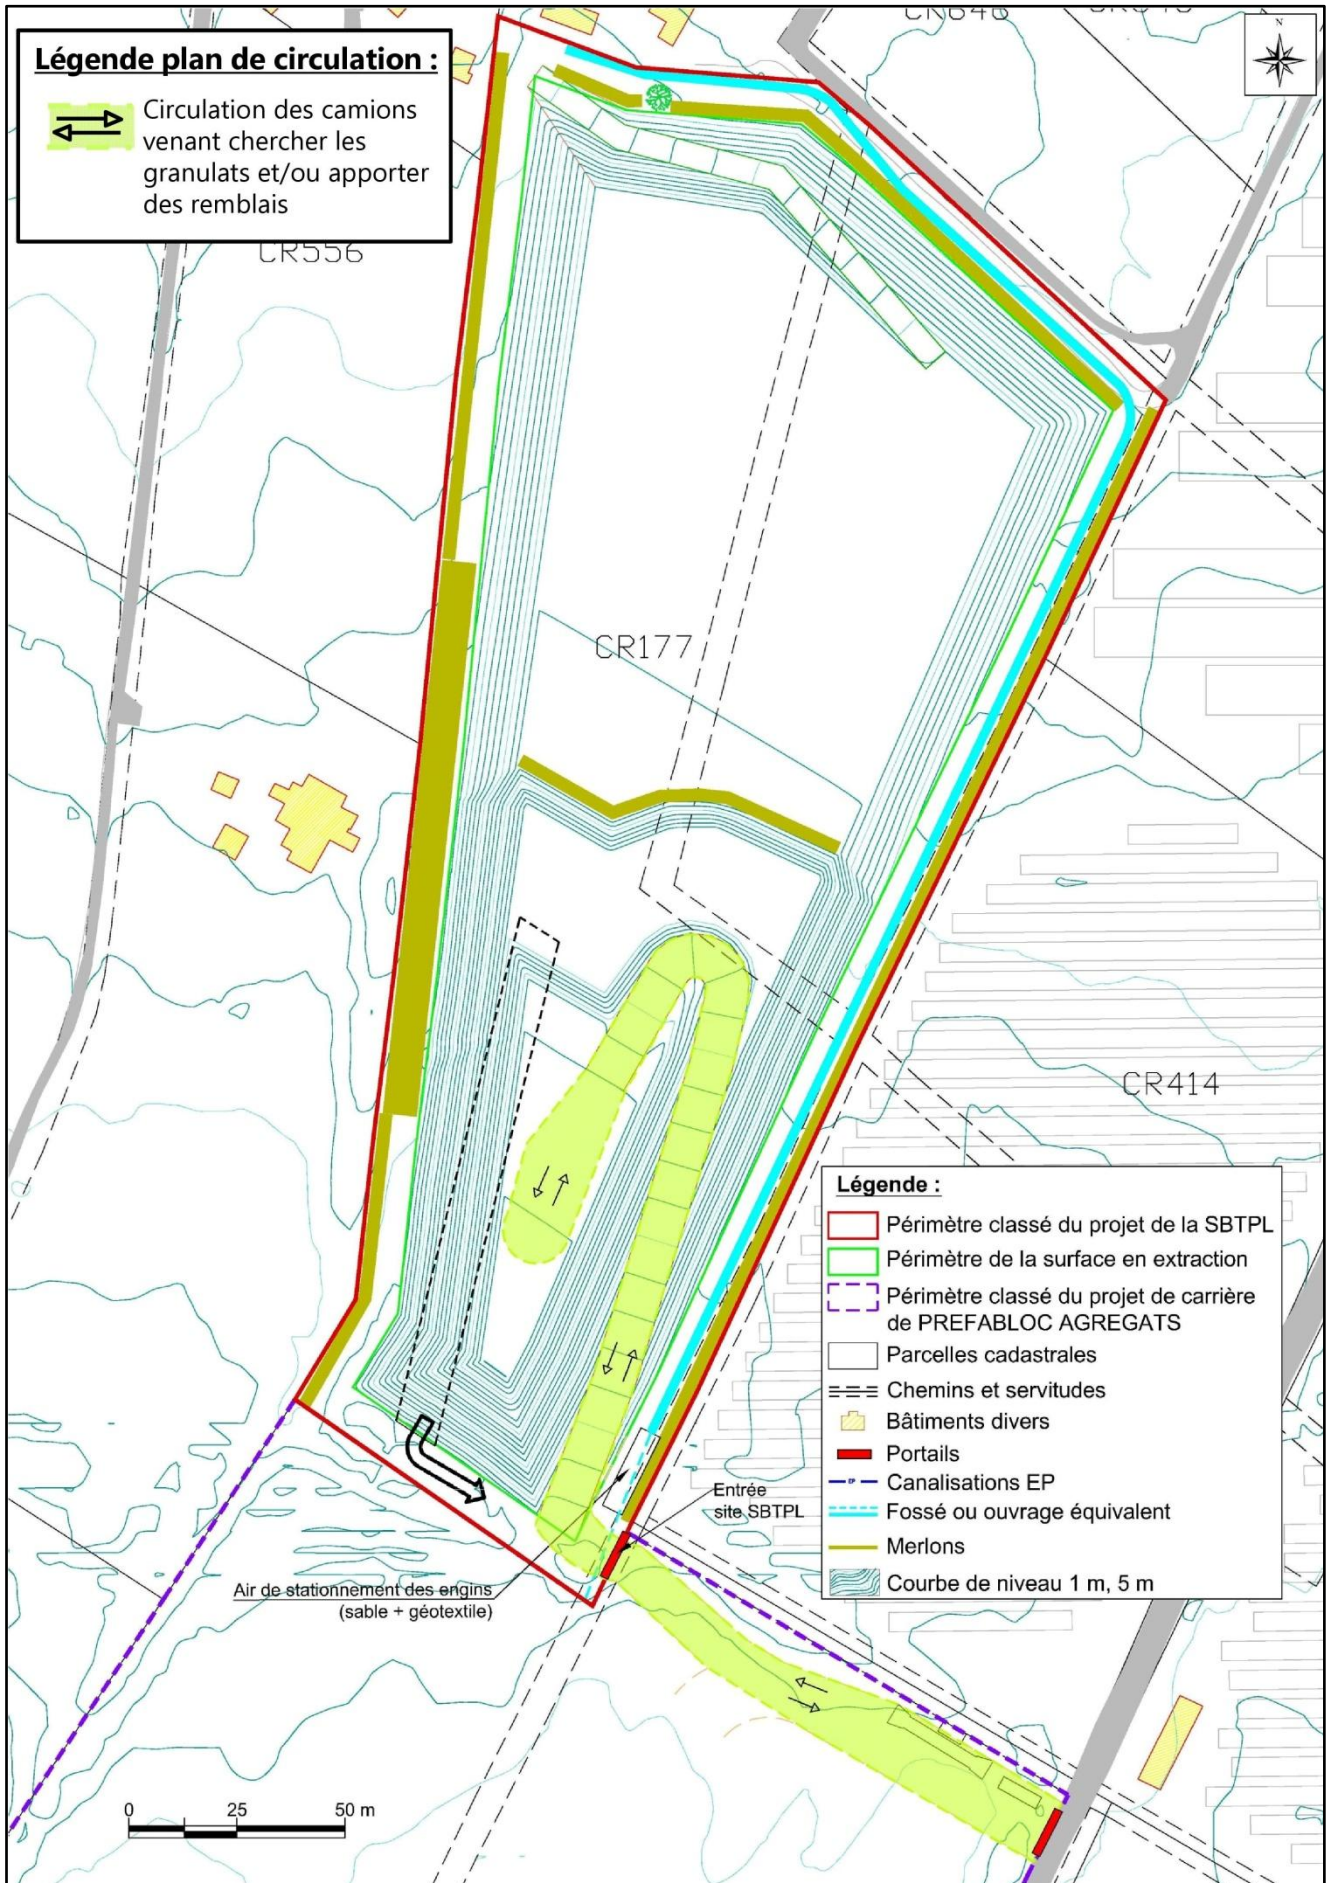 Légende plan de circulation :
Circulation des camions
venant chercher les
granulats et/ou apporter
des remblais
N
CR556
CR177
CR414
Légende :
Périmètre classé du projet de la SBTPL
Périmètre de la surface en extraction
Périmètre classé du projet de carrière
de PREFABLOC AGREGATS
Parcelles cadastrales
Chemins et servitudes
Bâtiments divers
Portails
EP
Canalisations EP
Fossé ou ouvrage équivalent
Merlons
Courbe de niveau 1 m, 5 m
Entrée
site SBTPL
Air de stationnement des engins
(sable + géotextile)
0 25 50 m